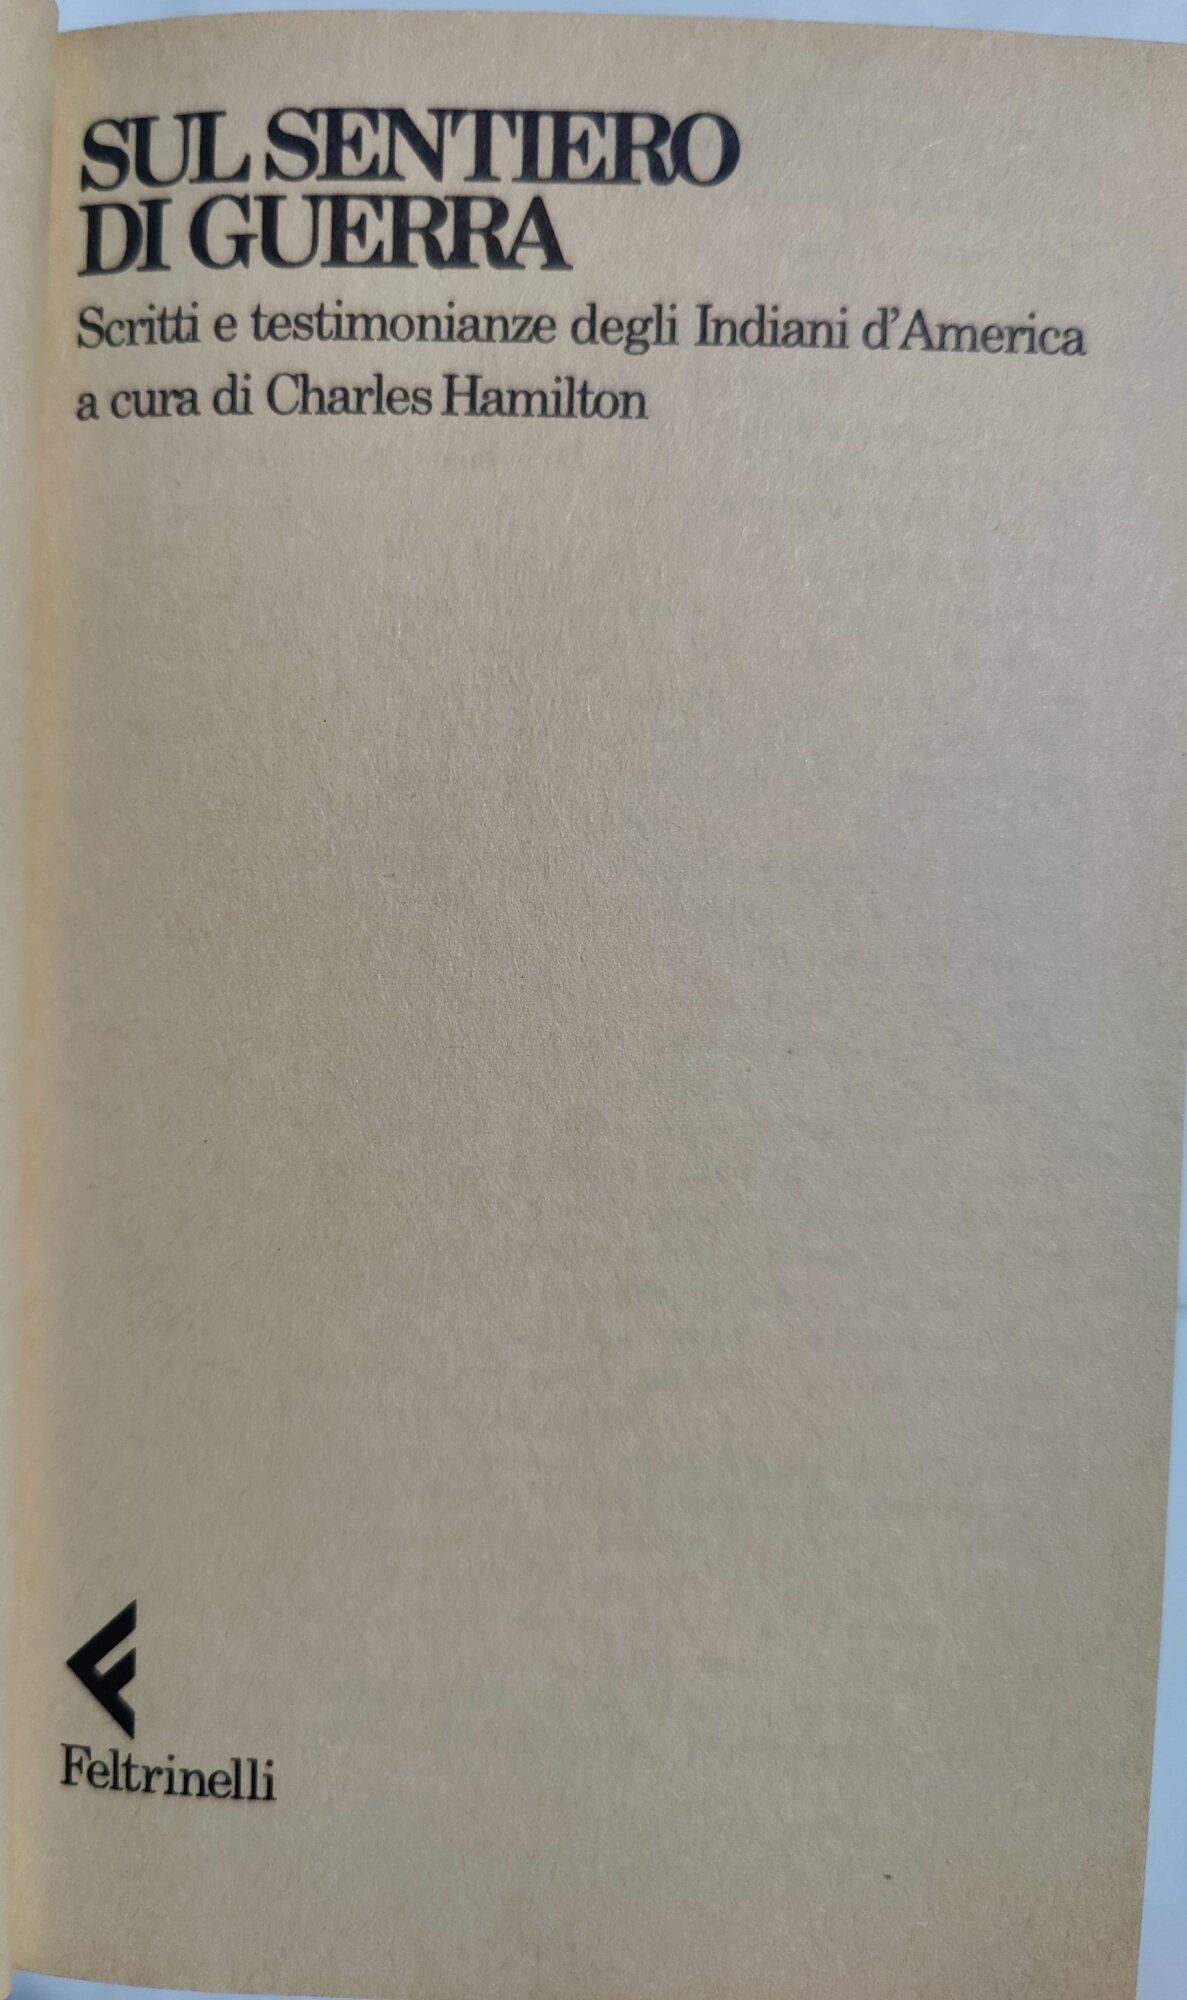 SUL SENTIERO
DI GUERRA
Scritti e testimonianze degli Indiani d'America
a cura di Charles Hamilton
Feltrinelli